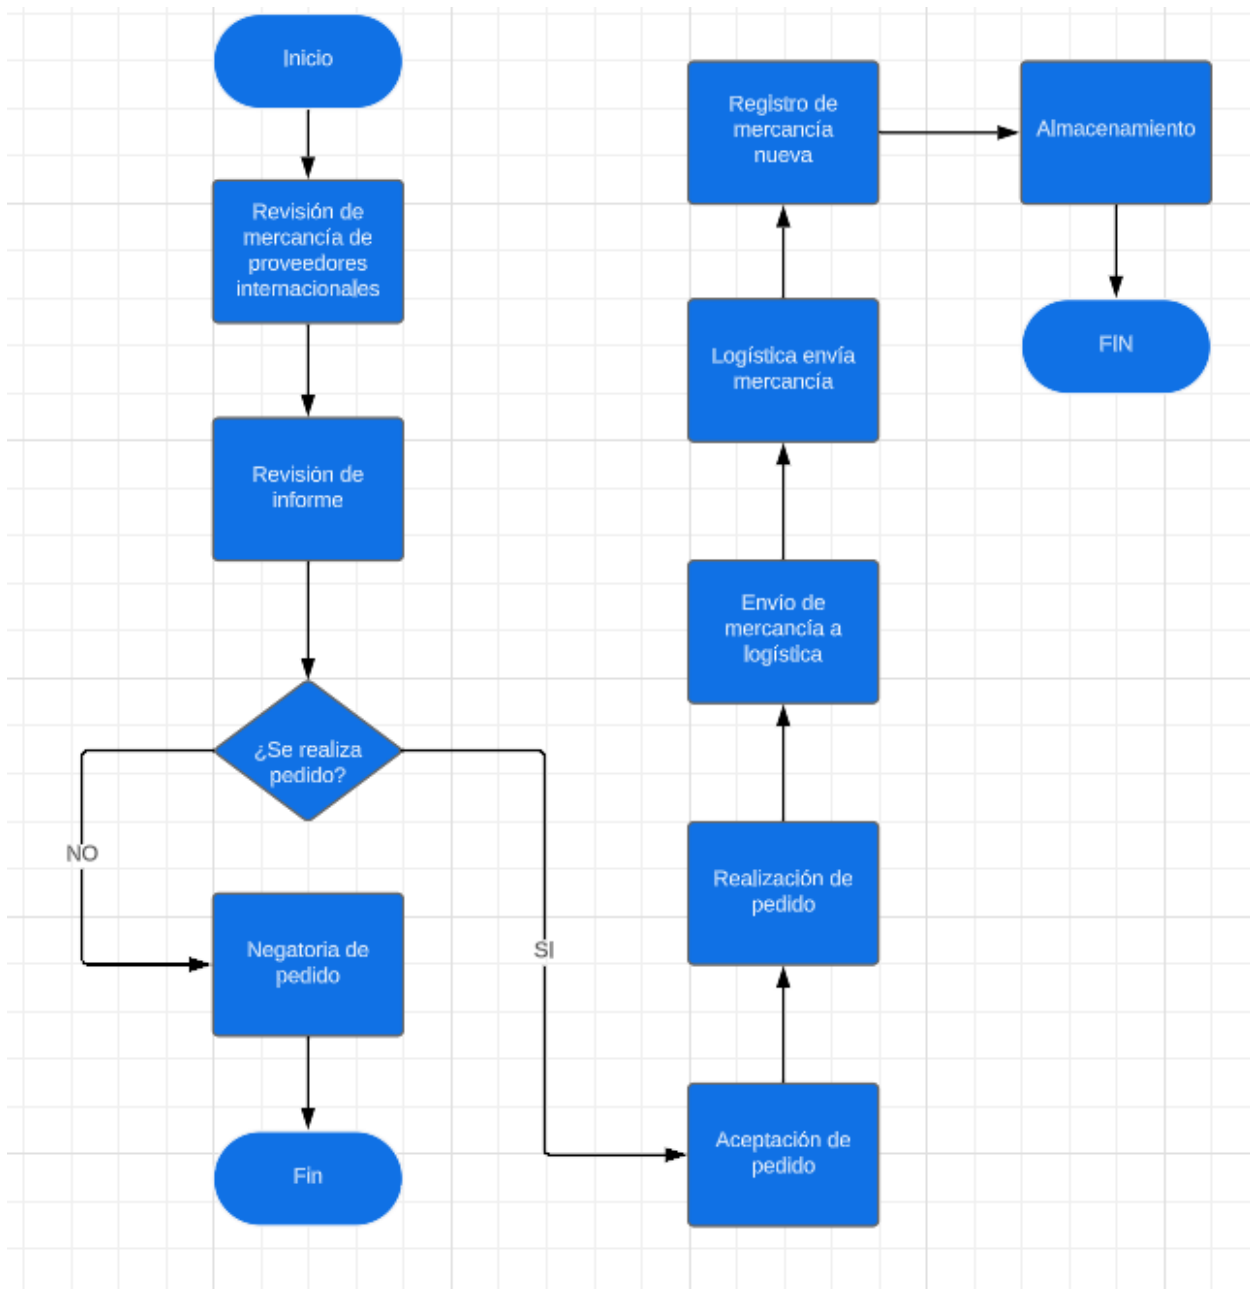 Inicio
Revisión de
mercancía de
proveedores
internacionales
Revisión de
informe
¿Se realiza
pedido?
NO
Negatoria de
pedido
Fin
SI
Aceptación de
pedido
Realización de
pedido
Envío de
mercancía a
logística
Logística envía
mercancía
Registro de
mercancía
nueva
Almacenamiento
FIN